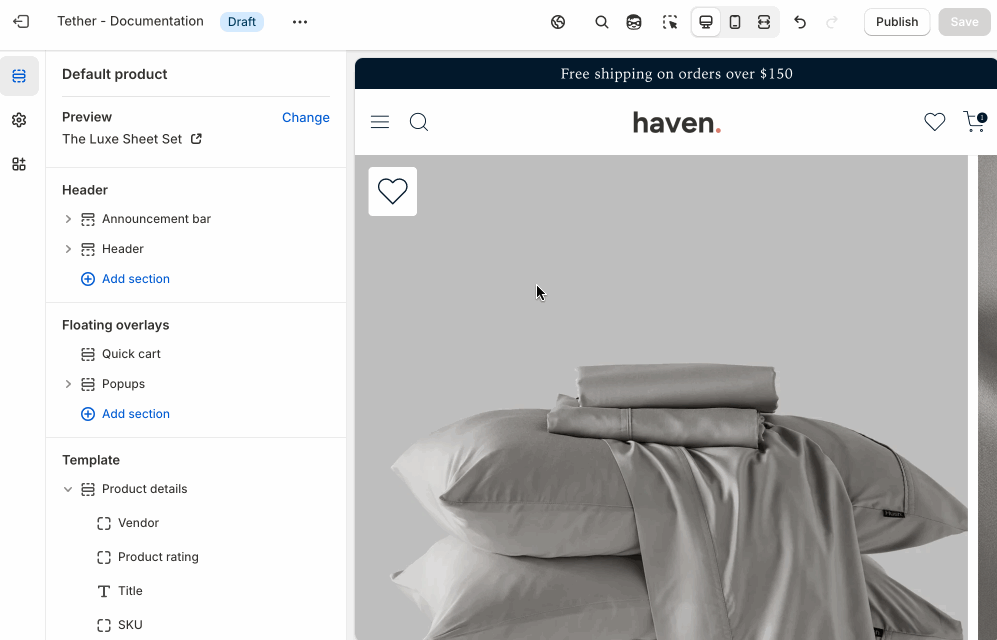 Tether - Documentation Draft
Publish Save
Default product
Preview Change
The Luxe Sheet Set
Header
Announcement bar
Header
Add section
Floating overlays
Quick cart
Popups
Add section
Template
Product details
Vendor
Product rating
Title
SKU
Free shipping on orders over $150
haven.
1